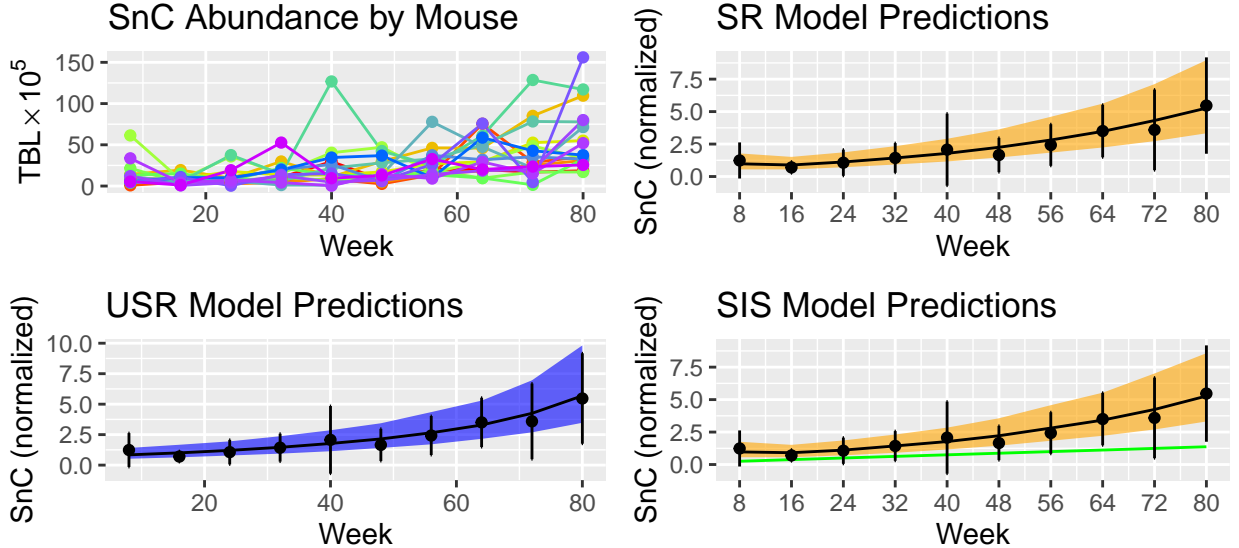 SnC Abundance by Mouse
TBL × 10⁵
150
100
50
0
20 40 60 80
Week
SR Model Predictions
SnC (normalized)
7.5
5.0
2.5
0.0
8 16 24 32 40 48 56 64 72 80
Week
USR Model Predictions
SnC (normalized)
10.0
7.5
5.0
2.5
0.0
20 40 60 80
Week
SIS Model Predictions
SnC (normalized)
7.5
5.0
2.5
0.0
8 16 24 32 40 48 56 64 72 80
Week